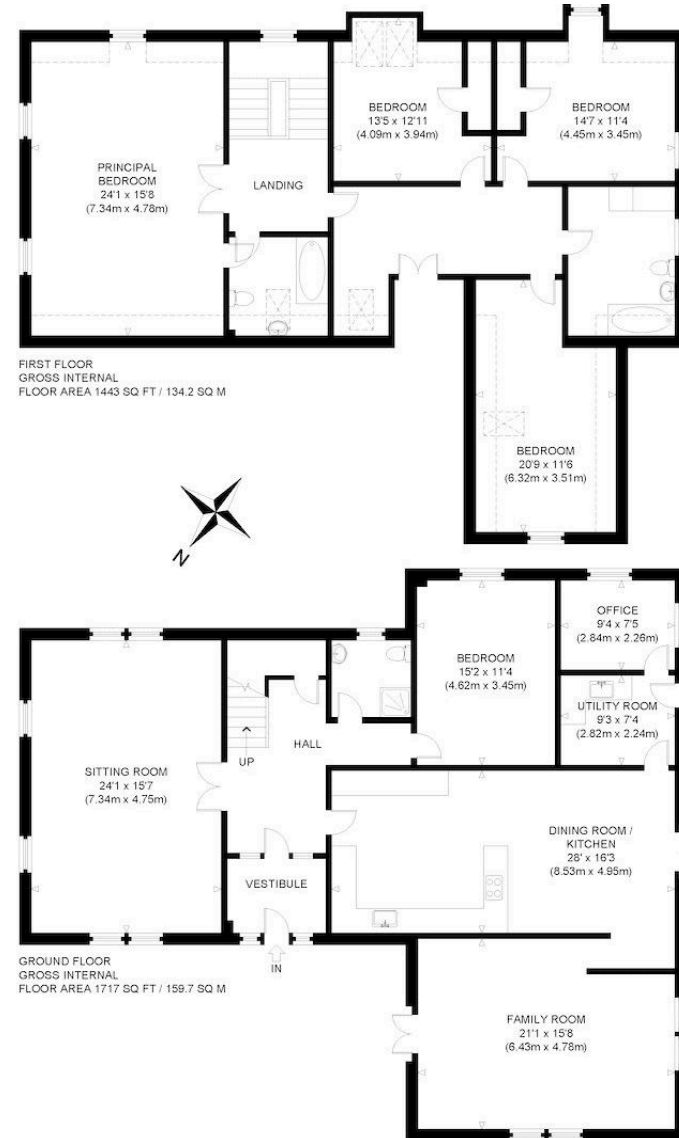 PRINCIPAL
BEDROOM
24'1 x 15'8
(7.34m x 4.78m)
LANDING
BEDROOM
13'5 x 12'11
(4.09m x 3.94m)
BEDROOM
14'7 x 11'4
(4.45m x 3.45m)
FIRST FLOOR
GROSS INTERNAL
FLOOR AREA 1443 SQ FT / 134.2 SQ M
BEDROOM
20'9 x 11'6
(6.32m x 3.51m)
N
SITTING ROOM
24'1 x 15'7
(7.34m x 4.75m)
UP
HALL
VESTIBULE
IN
BEDROOM
15'2 x 11'4
(4.62m x 3.45m)
OFFICE
9'4 x 7'5
(2.84m x 2.26m)
UTILITY ROOM
9'3 x 7'4
(2.82m x 2.24m)
DINING ROOM /
KITCHEN
28' x 16'3
(8.53m x 4.95m)
GROUND FLOOR
GROSS INTERNAL
FLOOR AREA 1717 SQ FT / 159.7 SQ M
FAMILY ROOM
21'1 x 15'8
(6.43m x 4.78m)